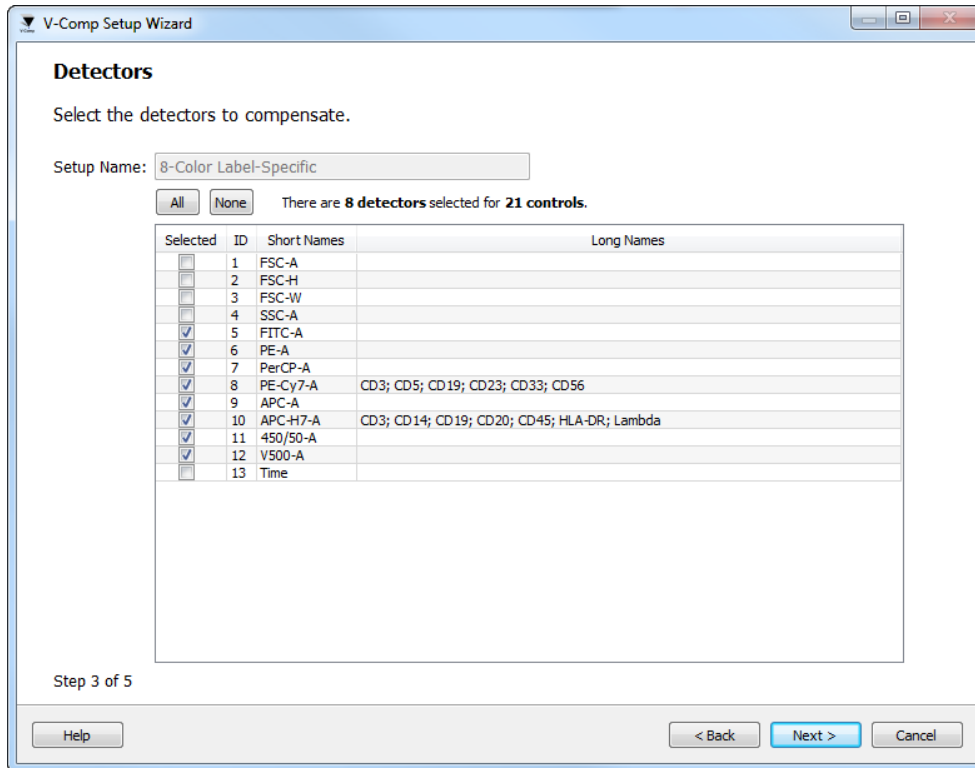 V-Comp Setup Wizard
Detectors
Select the detectors to compensate.
Setup Name: 8-Color Label-Specific
All None There are 8 detectors selected for 21 controls.
Selected ID Short Names Long Names
1 FSC-A
2 FSC-H
3 FSC-W
4 SSC-A
5 FITC-A
6 PE-A
7 PerCP-A
8 PE-Cy7-A CD3; CD5; CD19; CD23; CD33; CD56
9 APC-A
10 APC-H7-A CD3; CD14; CD19; CD20; CD45; HLA-DR; Lambda
11 450/50-A
12 V500-A
13 Time
Step 3 of 5
Help < Back Next > Cancel